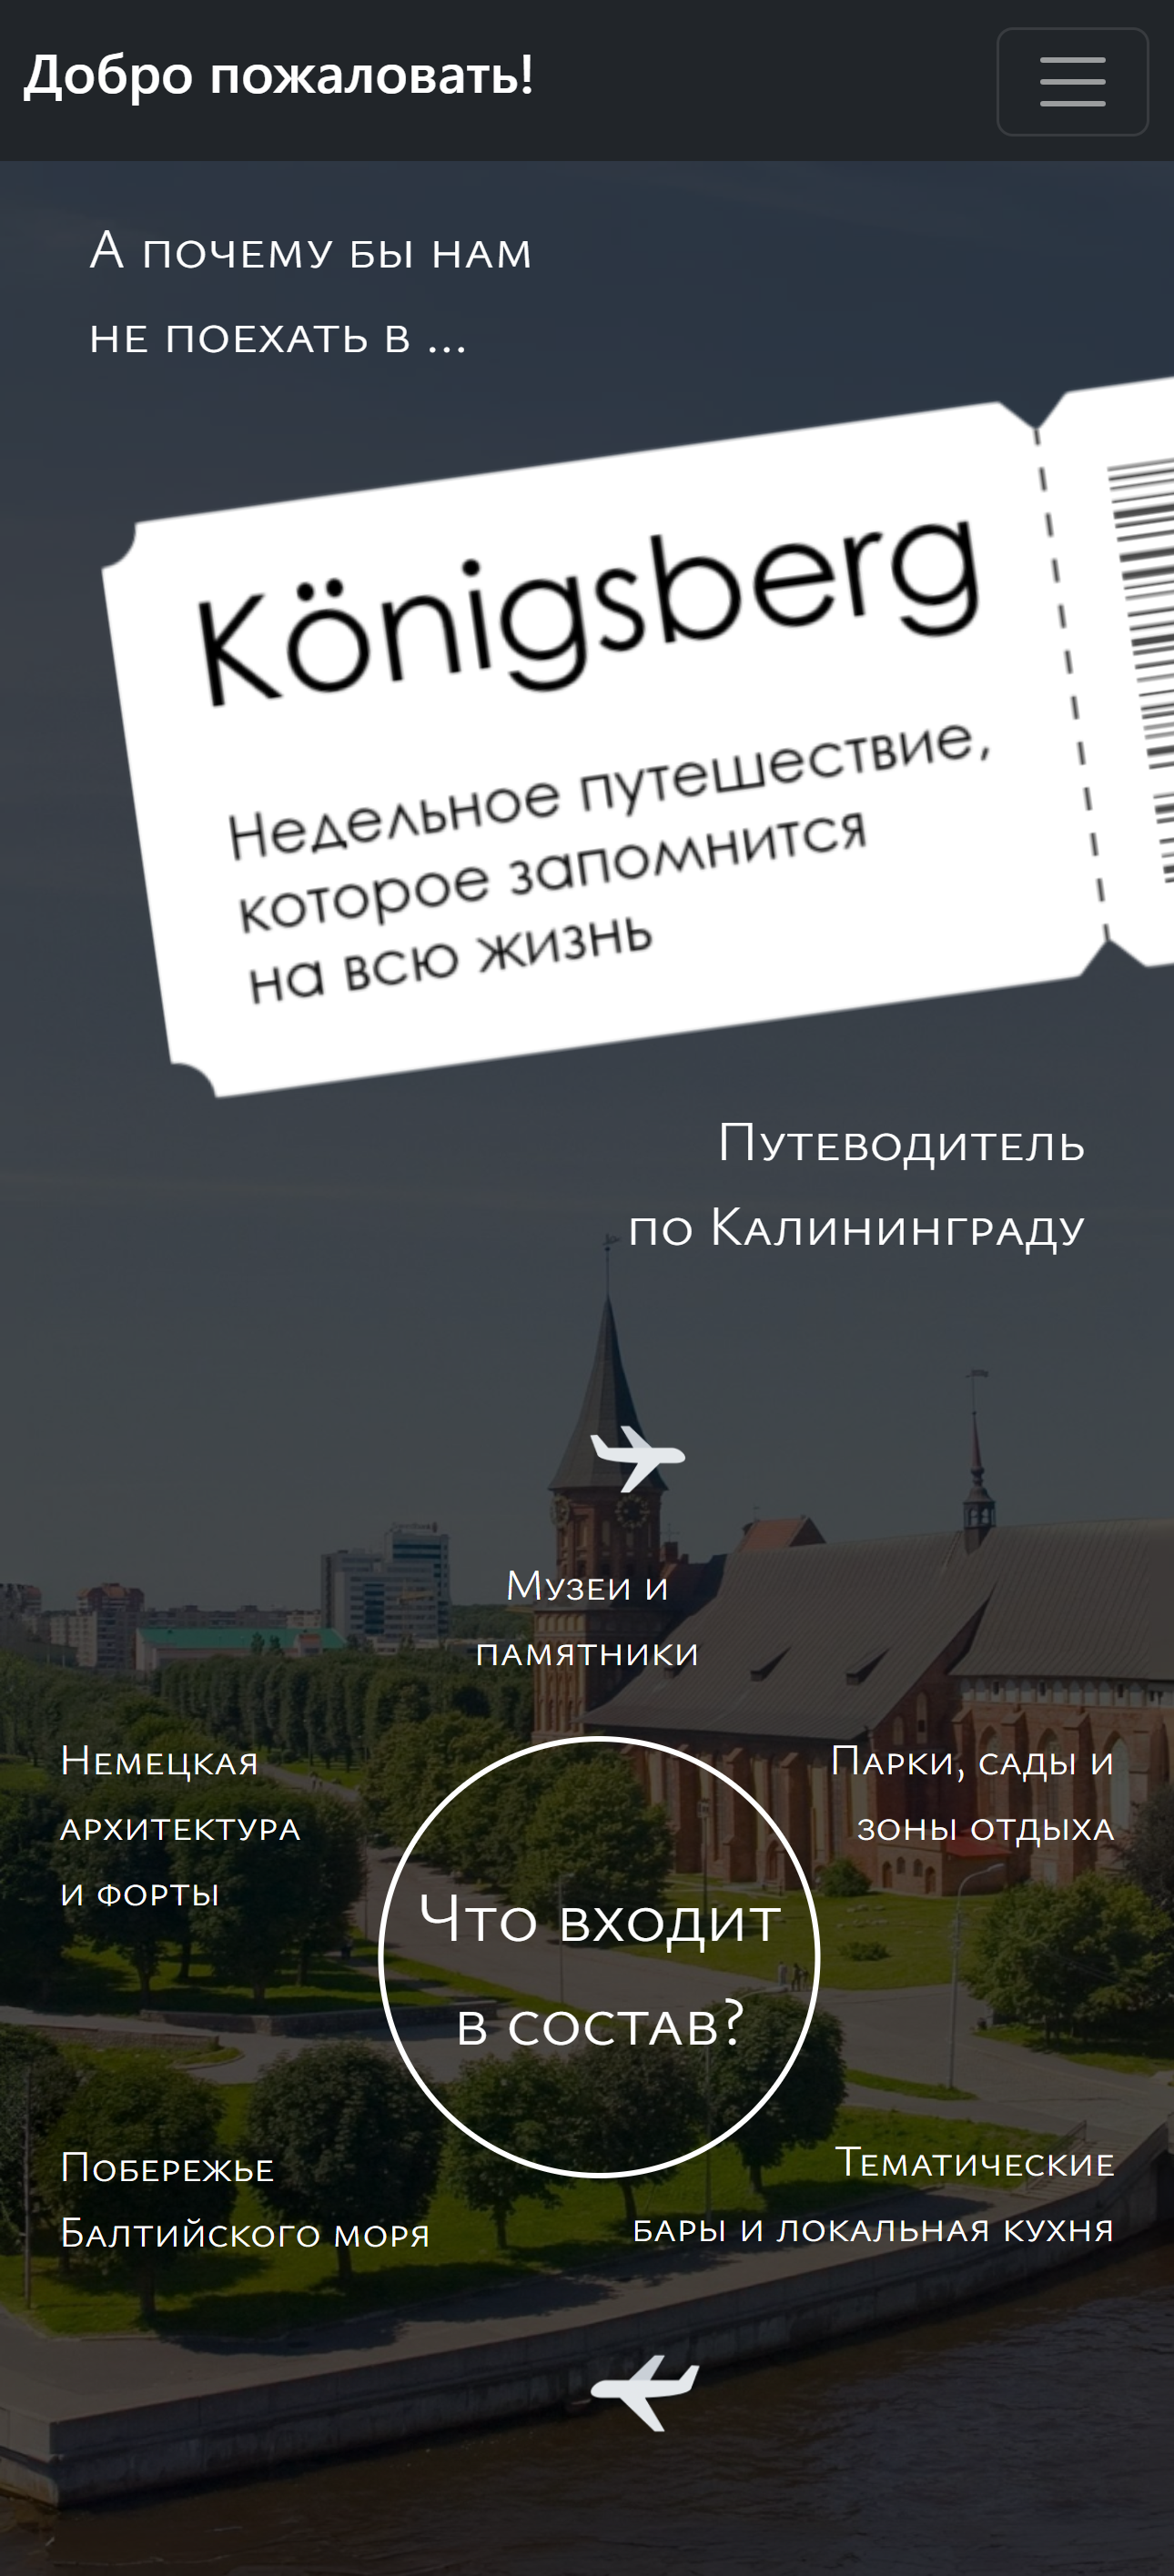 Добро пожаловать!
А почему бы нам
не поехать в ...
Königsberg
Недельное путешествие,
которое запомнится
на всю жизнь
Путеводитель
по Калининграду
Музеи и
памятники
Немецкая
архитектура
и форты
Парки, сады и
зоны отдыха
Что входит
в состав?
Побережье
Балтийского моря
Тематические
бары и локальная кухня